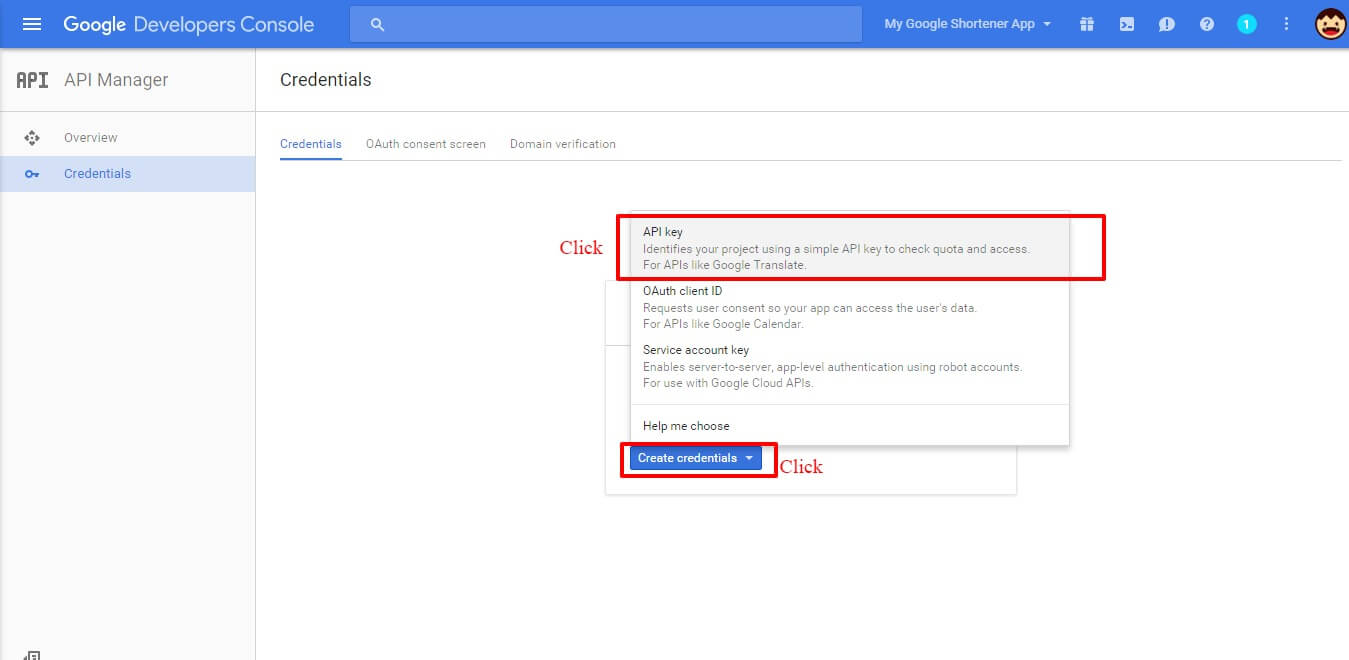 Google Developers Console
My Google Shortener App
1
API API Manager
Credentials
Overview
Credentials
Credentials
OAuth consent screen
Domain verification
Click
API key
Identifies your project using a simple API key to check quota and access.
For APIs like Google Translate.
OAuth client ID
Requests user consent so your app can access the user's data.
For APIs like Google Calendar.
Service account key
Enables server-to-server, app-level authentication using robot accounts.
For use with Google Cloud APIs.
Help me choose
Create credentials
Click